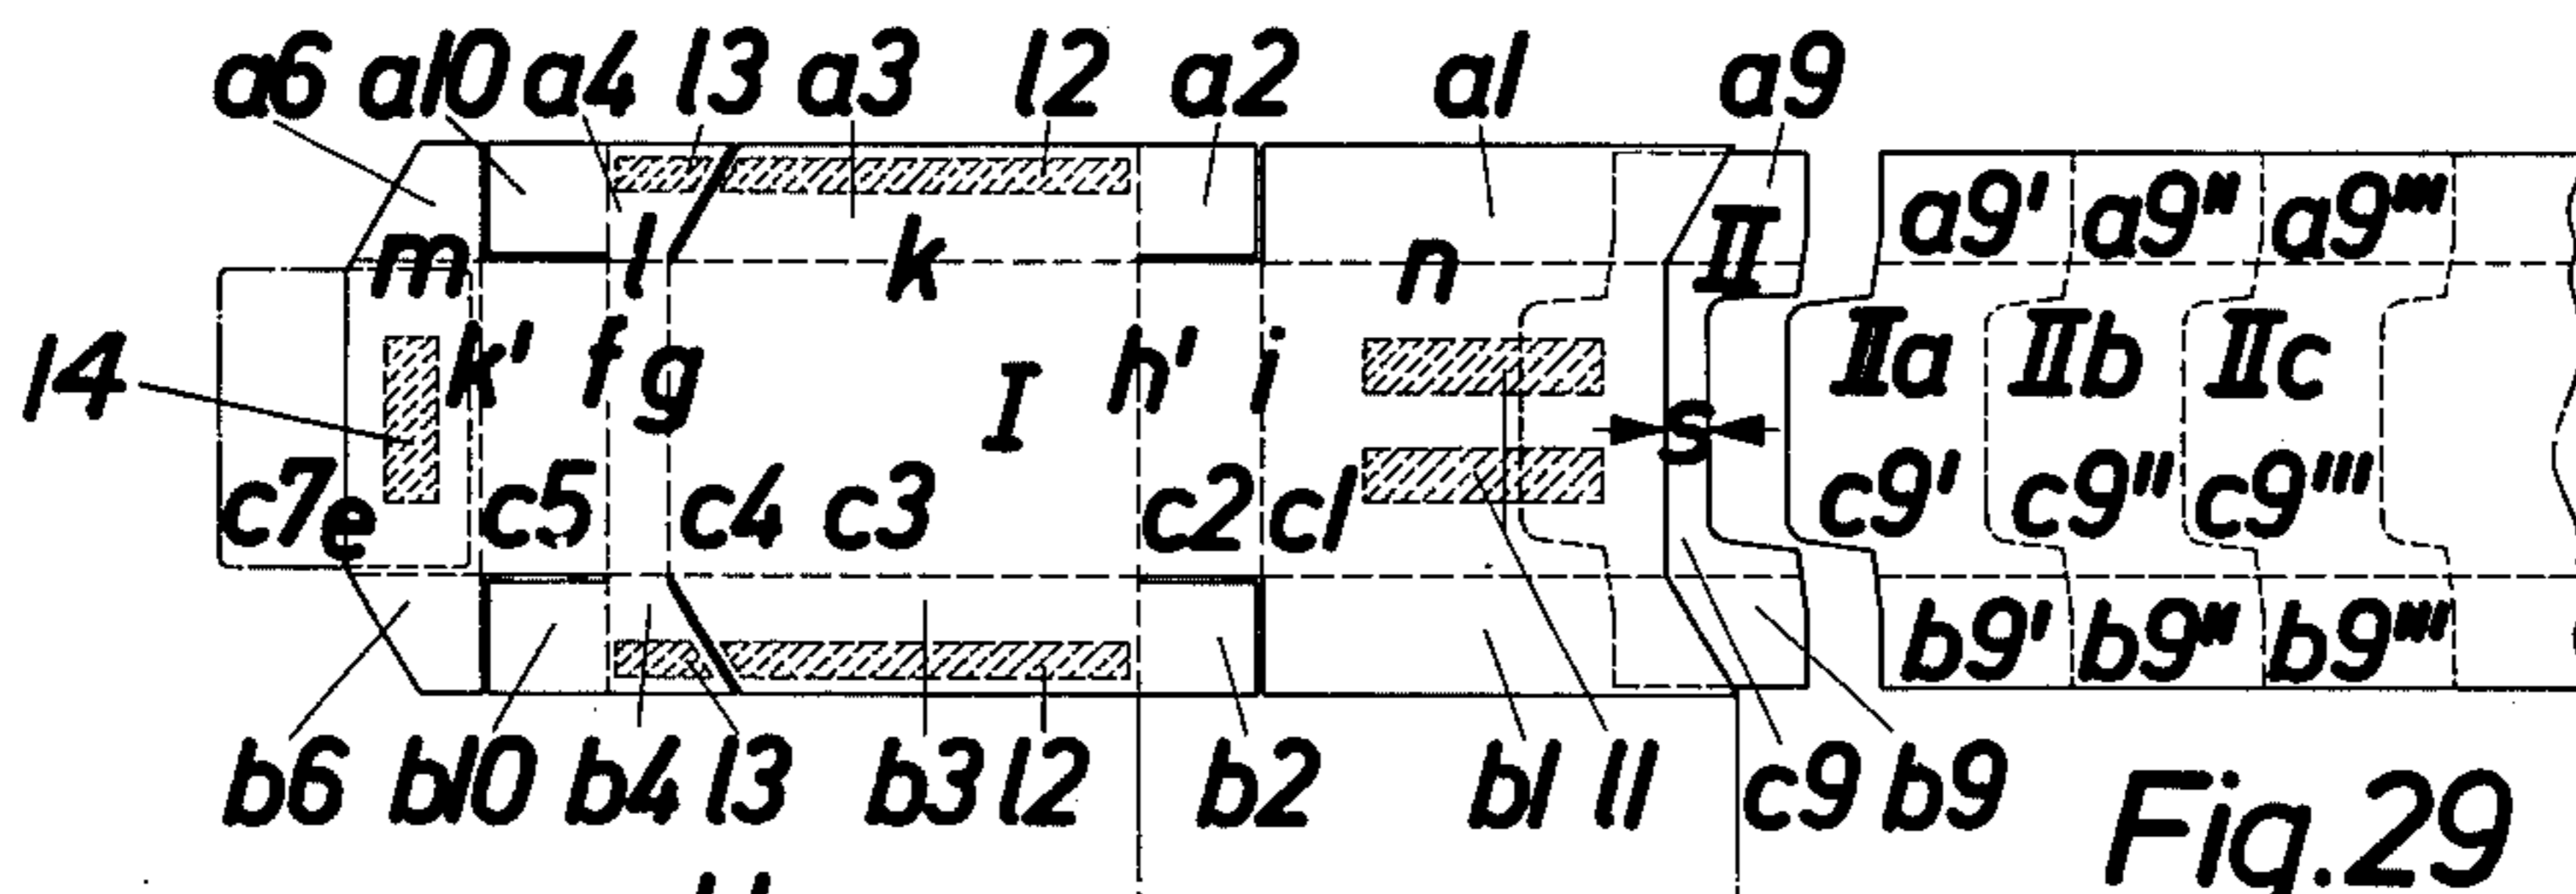 a6 a10 a4 l3 a3 l2 a2 a1 a9
a9' a9'' a9'''
m l k n II
14 k' f g I h' i IIa IIb IIc
s
c7 e c5 c4 c3 c2 c1 c9' c9'' c9'''
b9' b9'' b9'''
b6 b10 b4 l3 b3 l2 b2 b1 l1 c9 b9
Fig.29